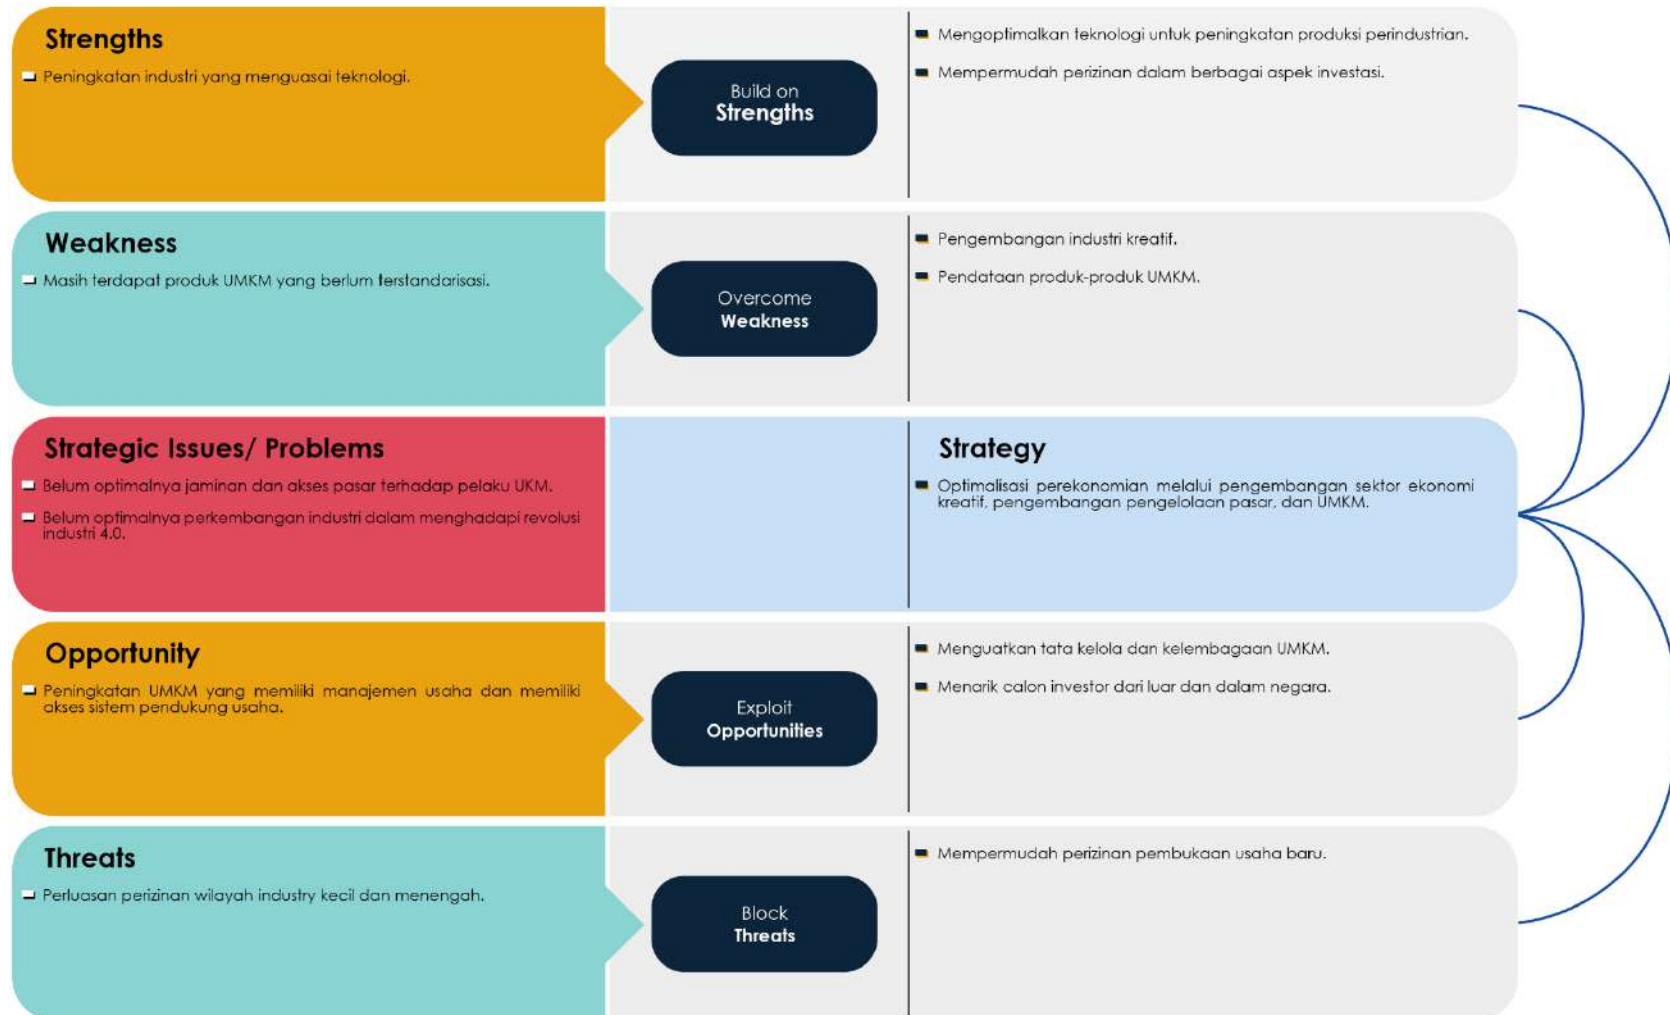 Strengths
Peningkatan industri yang menguasai teknologi.
Build on
Strengths
Mengoptimalkan teknologi untuk peningkatan produksi perindustrian.
Mempermudah perizinan dalam berbagai aspek investasi.
Weakness
Masih terdapat produk UMKM yang berlum terstandarisasi.
Overcome
Weakness
Pengembangan industri kreatif.
Pendataan produk-produk UMKM.
Strategic Issues/ Problems
Belum optimalnya jaminan dan akses pasar terhadap pelaku UKM.
Belum optimalnya perkembangan industri dalam menghadapi revolusi
industri 4.0.
Strategy
Optimalisasi perekonomian melalui pengembangan sektor ekonomi
kreatif, pengembangan pengelolaan pasar, dan UMKM.
Opportunity
Peningkatan UMKM yang memiliki manajemen usaha dan memiliki
akses sistem pendukung usaha.
Exploit
Opportunities
Menguatkan tata kelola dan kelembagaan UMKM.
Menarik calon investor dari luar dan dalam negara.
Threats
Perluasan perizinan wilayah industry kecil dan menengah.
Block
Threats
Mempermudah perizinan pembukaan usaha baru.